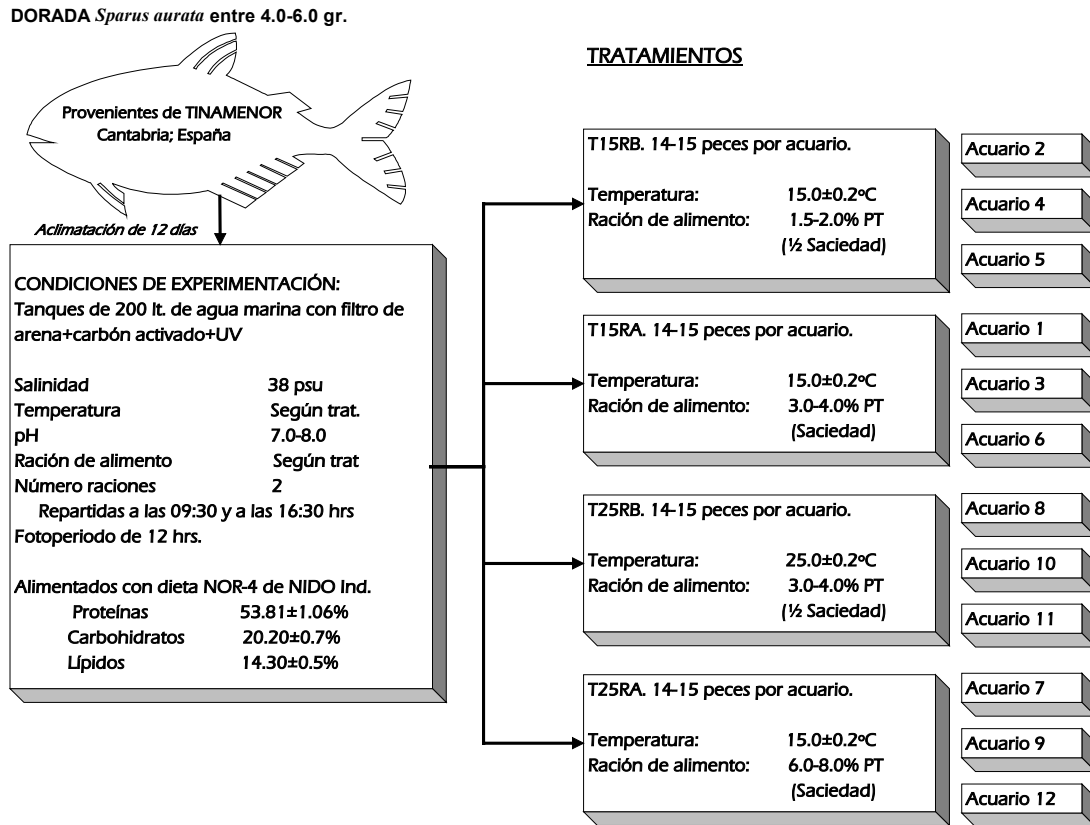 DORADA Sparus aurata entre 4.0-6.0 gr.
Provenientes de TINAMENOR
Cantabria; España
Aclimatación de 12 días
CONDICIONES DE EXPERIMENTACIÓN:
Tanques de 200 lt. de agua marina con filtro de
arena+carbón activado+UV
Salinidad 38 psu
Temperatura Según trat.
pH 7.0-8.0
Ración de alimento Según trat
Número raciones 2
Repartidas a las 09:30 y a las 16:30 hrs
Fotoperiodo de 12 hrs.
Alimentados con dieta NOR-4 de NIDO Ind.
Proteínas 53.81±1.06%
Carbohidratos 20.20±0.7%
Lípidos 14.30±0.5%
TRATAMIENTOS
T15RB. 14-15 peces por acuario.
Temperatura: 15.0±0.2ºC
Ración de alimento: 1.5-2.0% PT
(½ Saciedad)
Acuario 2
Acuario 4
Acuario 5
T15RA. 14-15 peces por acuario.
Temperatura: 15.0±0.2ºC
Ración de alimento: 3.0-4.0% PT
(Saciedad)
Acuario 1
Acuario 3
Acuario 6
T25RB. 14-15 peces por acuario.
Temperatura: 25.0±0.2ºC
Ración de alimento: 3.0-4.0% PT
(½ Saciedad)
Acuario 8
Acuario 10
Acuario 11
T25RA. 14-15 peces por acuario.
Temperatura: 15.0±0.2ºC
Ración de alimento: 6.0-8.0% PT
(Saciedad)
Acuario 7
Acuario 9
Acuario 12